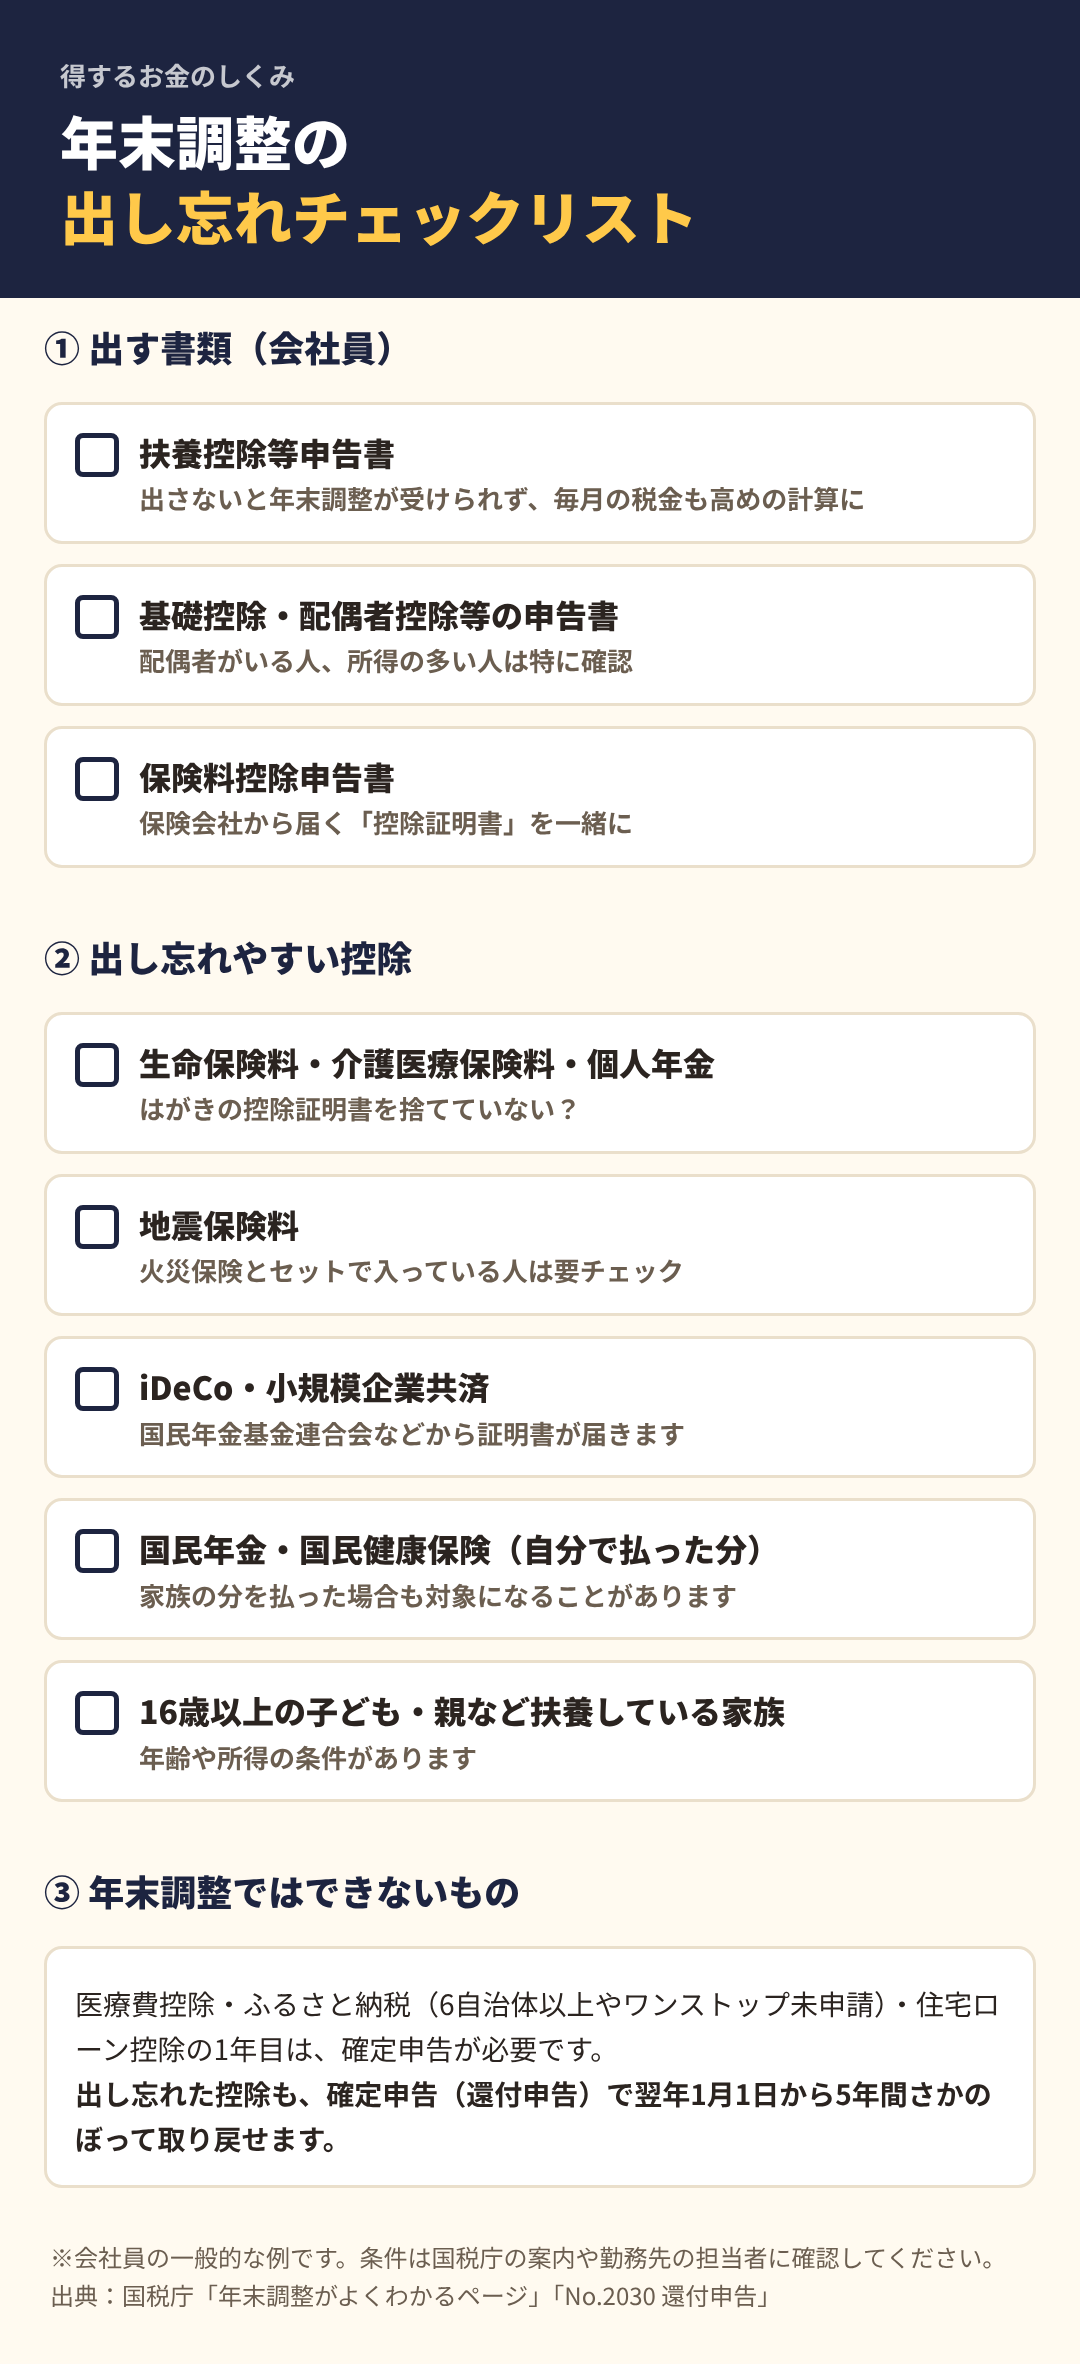 得するお金のしくみ
年末調整の
出し忘れチェックリスト
① 出す書類（会社員）
扶養控除等申告書
出さないと年末調整が受けられず、毎月の税金も高めの計算に
基礎控除・配偶者控除等の申告書
配偶者がいる人、所得の多い人は特に確認
保険料控除申告書
保険会社から届く「控除証明書」を一緒に
② 出し忘れやすい控除
生命保険料・介護医療保険料・個人年金
はがきの控除証明書を捨てていない？
地震保険料
火災保険とセットで入っている人は要チェック
iDeCo・小規模企業共済
国民年金基金連合会などから証明書が届きます
国民年金・国民健康保険（自分で払った分）
家族の分を払った場合も対象になることがあります
16歳以上の子ども・親など扶養している家族
年齢や所得の条件があります
③ 年末調整ではできないもの
医療費控除・ふるさと納税（6自治体以上やワンストップ未申請）・住宅ロ
ーン控除の1年目は、確定申告が必要です。
出し忘れた控除も、確定申告（還付申告）で翌年1月1日から5年間さかの
ぼって取り戻せます。
※会社員の一般的な例です。条件は国税庁の案内や勤務先の担当者に確認してください。
出典：国税庁「年末調整がよくわかるページ」「No.2030 還付申告」